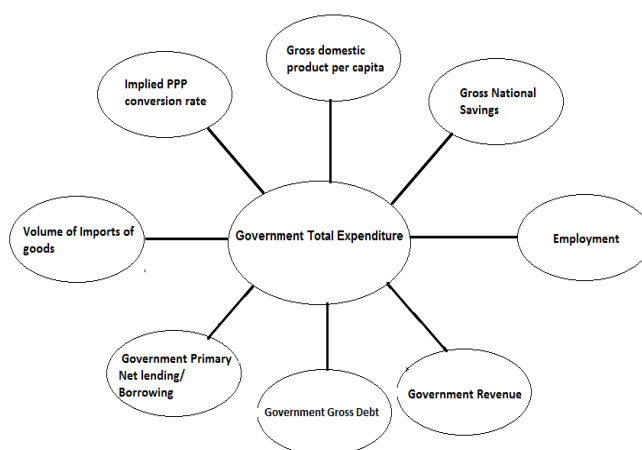 Gross domestic
product per capita
Implied PPP
conversion rate
Gross National
Savings
Volume of Imports of
goods
Government Total Expenditure
Employment
Government Primary
Net lending/
Borrowing
Government Gross Debt
Government Revenue